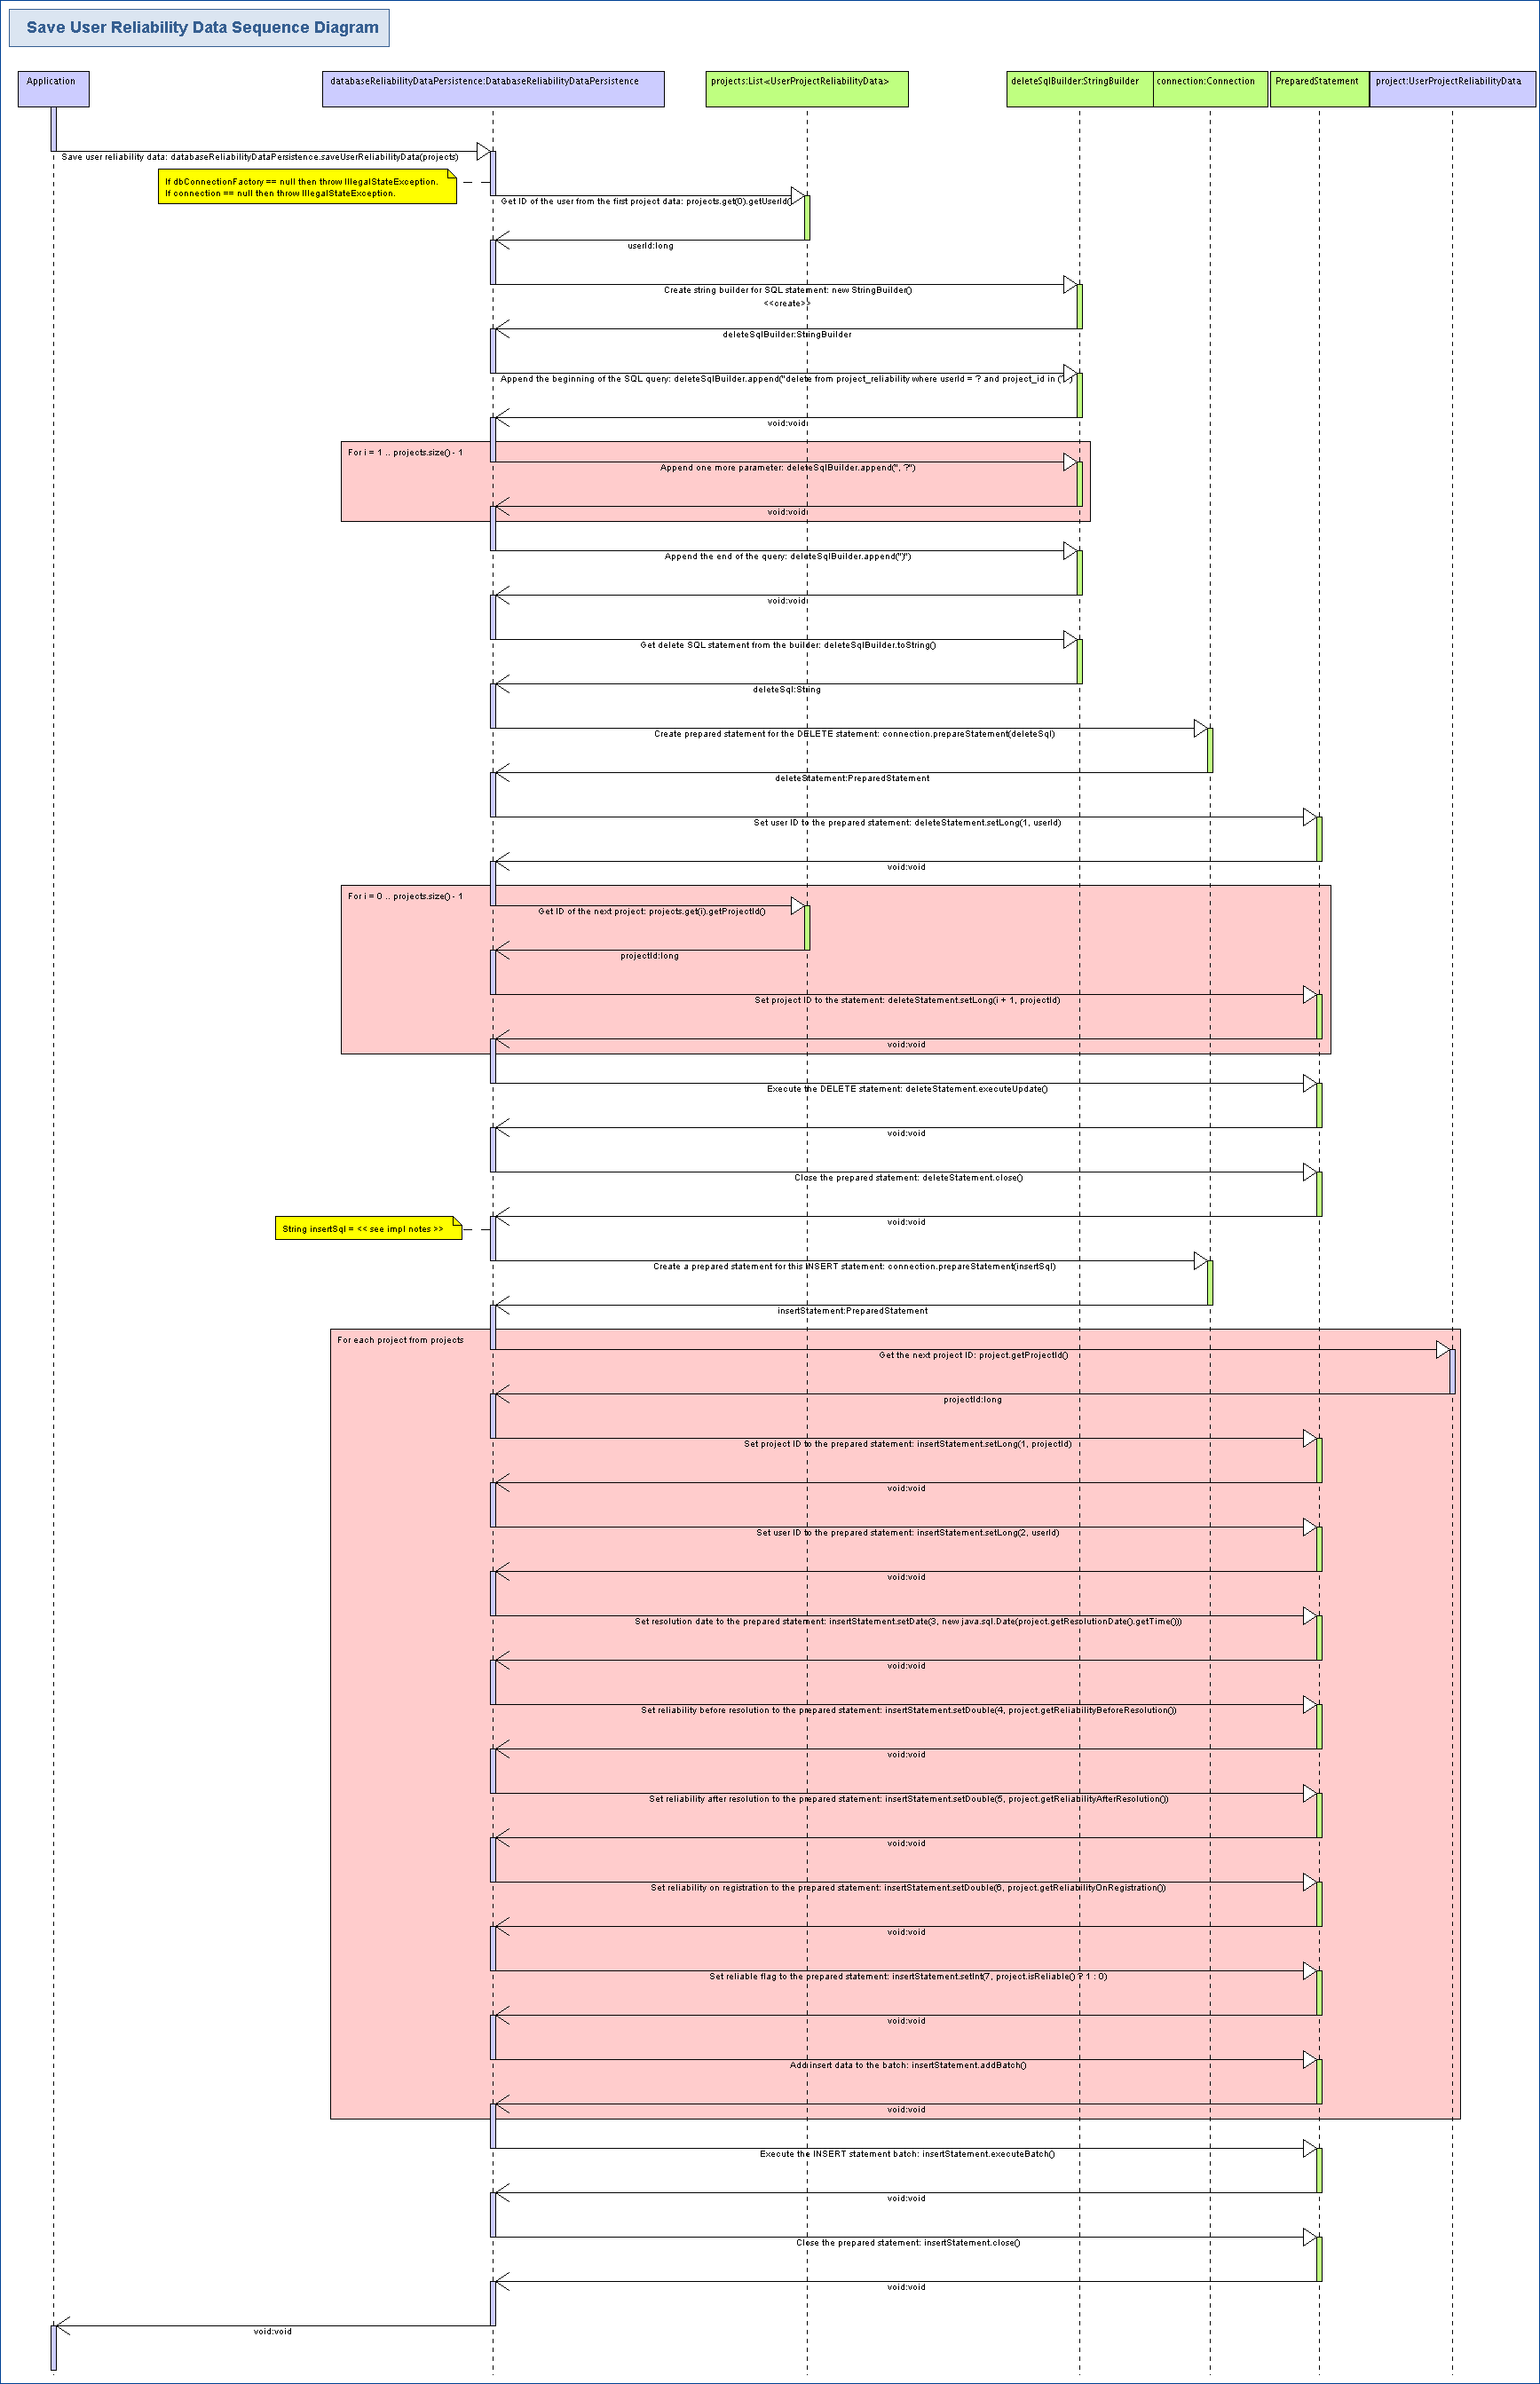 Save User Reliability Data Sequence Diagram
Application
databaseReliabilityDataPersistence:DatabaseReliabilityDataPersistence
projects:List<UserProjectReliabilityData>
deleteSqlBuilder:StringBuilder
connection:Connection
PreparedStatement
project:UserProjectReliabilityData
Save user reliability data: databaseReliabilityDataPersistence.saveUserReliabilityData(projects)
If dbConnectionFactory == null then throw IllegalStateException.
If connection == null then throw IllegalStateException.
Get ID of the user from the first project data: projects.get(0).getUserId()
userId:long
Create string builder for SQL statement: new StringBuilder()
<<create>>
deleteSqlBuilder:StringBuilder
Append the beginning of the SQL query: deleteSqlBuilder.append("delete from project_reliability where userId = ? and project_id in (?")
void:void
For i = 1 .. projects.size() - 1
Append one more parameter: deleteSqlBuilder.append(", ?")
void:void
Append the end of the query: deleteSqlBuilder.append(")")
void:void
Get delete SQL statement from the builder: deleteSqlBuilder.toString()
deleteSql:String
Create prepared statement for the DELETE statement: connection.prepareStatement(deleteSql)
deleteStatement:PreparedStatement
Set user ID to the prepared statement: deleteStatement.setLong(1, userId)
void:void
For i = 0 .. projects.size() - 1
Get ID of the next project: projects.get(i).getProjectId()
projectId:long
Set project ID to the statement: deleteStatement.setLong(i + 1, projectId)
void:void
Execute the DELETE statement: deleteStatement.executeUpdate()
void:void
Close the prepared statement: deleteStatement.close()
void:void
String insertSql = << see impl notes >>
Create a prepared statement for this INSERT statement: connection.prepareStatement(insertSql)
insertStatement:PreparedStatement
For each project from projects
Get the next project ID: project.getProjectId()
projectId:long
Set project ID to the prepared statement: insertStatement.setLong(1, projectId)
void:void
Set user ID to the prepared statement: insertStatement.setLong(2, userId)
void:void
Set resolution date to the prepared statement: insertStatement.setDate(3, new java.sql.Date(project.getResolutionDate().getTime()))
void:void
Set reliability before resolution to the prepared statement: insertStatement.setDouble(4, project.getReliabilityBeforeResolution())
void:void
Set reliability after resolution to the prepared statement: insertStatement.setDouble(5, project.getReliabilityAfterResolution())
void:void
Set reliability on registration to the prepared statement: insertStatement.setDouble(6, project.getReliabilityOnRegistration())
void:void
Set reliable flag to the prepared statement: insertStatement.setInt(7, project.isReliable() ? 1 : 0)
void:void
Add insert data to the batch: insertStatement.addBatch()
void:void
Execute the INSERT statement batch: insertStatement.executeBatch()
void:void
Close the prepared statement: insertStatement.close()
void:void
void:void